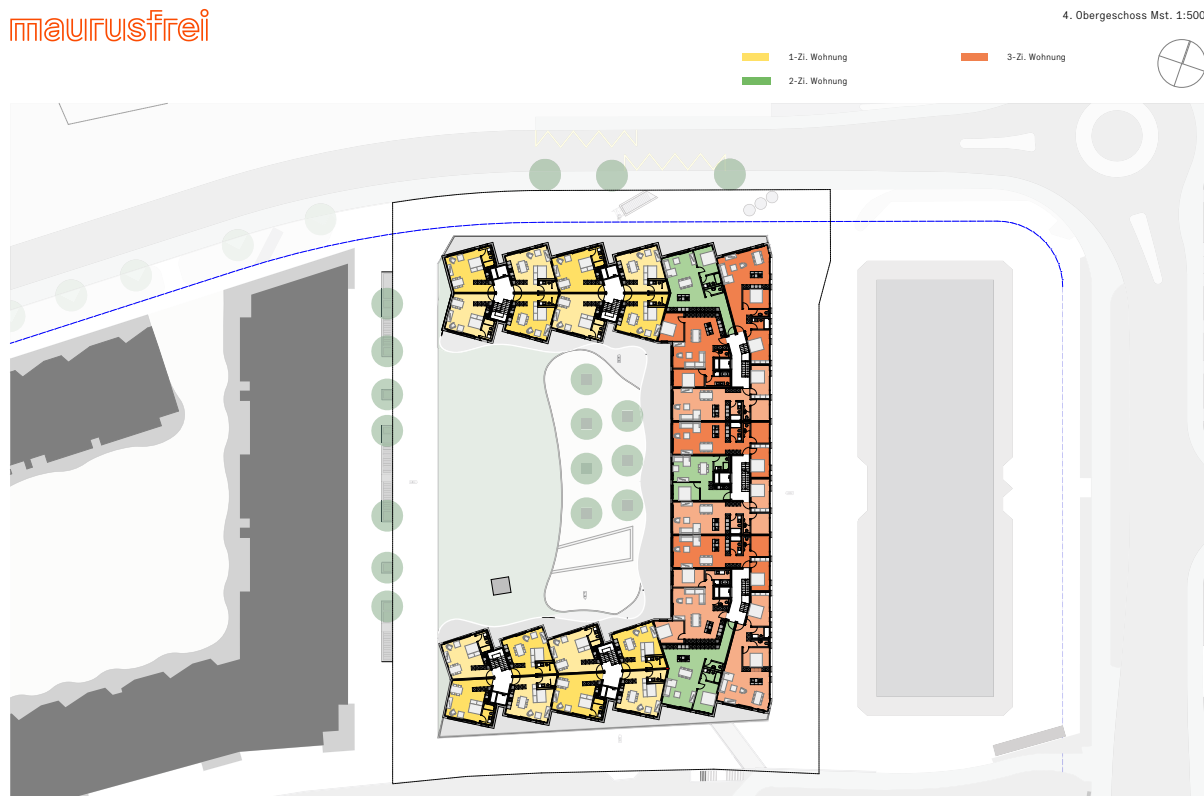 maurusfrei
4. Obergeschoss Mst. 1:500
1-Zi. Wohnung
3-Zi. Wohnung
2-Zi. Wohnung